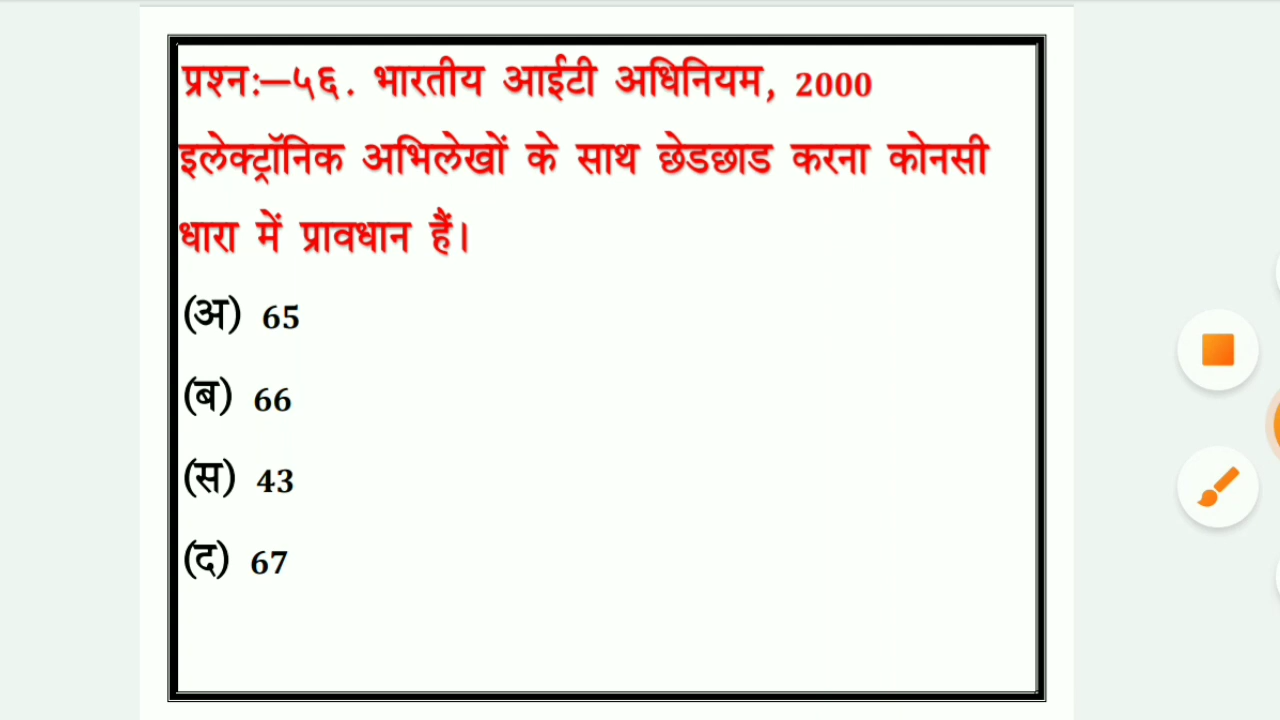 प्रश्नः–५६. भारतीय आईटी अधिनियम, 2000
इलेक्ट्रॉनिक अभिलेखों के साथ छेडछाड करना कोनसी
धारा में प्रावधान हैं।
(अ) 65
(ब) 66
(स) 43
(द) 67